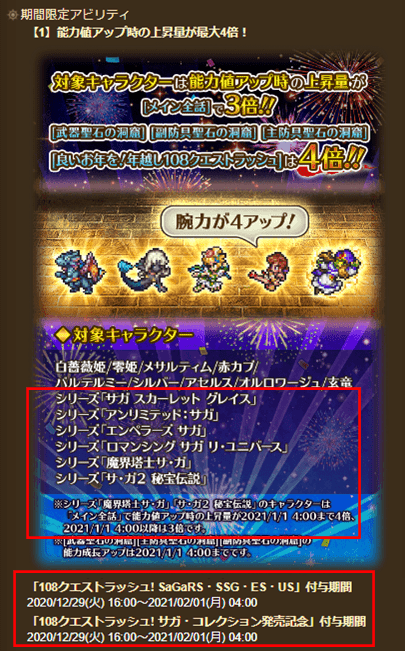 期間限定アビリティ
【1】能力値アップ時の上昇量が最大4倍！
対象キャラクターは能力値アップ時の上昇量が
[メイン全話]で3倍!!
[武器聖石の洞窟] [副防具聖石の洞窟] [主防具聖石の洞窟]
[良いお年を!年越し108クエストラッシュ]は4倍!!
腕力が4アップ!
◆対象キャラクター
白薔薇姫/零姫/メサルティム/赤カブ/
バルテルミー/シルバー/アセルス/オルロワージュ/玄竜
シリーズ「サガ スカーレット グレイス」
シリーズ「アンリミテッド:サガ」
シリーズ「エンペラーズ サガ」
シリーズ「ロマンシング サガ リ・ユニバース」
シリーズ「魔界塔士サ・ガ」
シリーズ「サ・ガ2 秘宝伝説」
※シリーズ「魔界塔士サ・ガ」「サ・ガ2 秘宝伝説」のキャラクターは
「メイン全話」で能力値アップ時の上昇量が2021/1/1 4:00まで4倍、
2021/1/1 4:00以降は3倍です。
※[武器聖石の洞窟][主防具聖石の洞窟][副防具聖石の洞窟]の
能力成長アップは2021/1/1 4:00までです。
「108クエストラッシュ! SaGaRS・SSG・ES・US」付与期間
2020/12/29(火) 16:00～2021/02/01(月) 04:00
「108クエストラッシュ! サガ・コレクション発売記念」付与期間
2020/12/29(火) 16:00～2021/02/01(月) 04:00